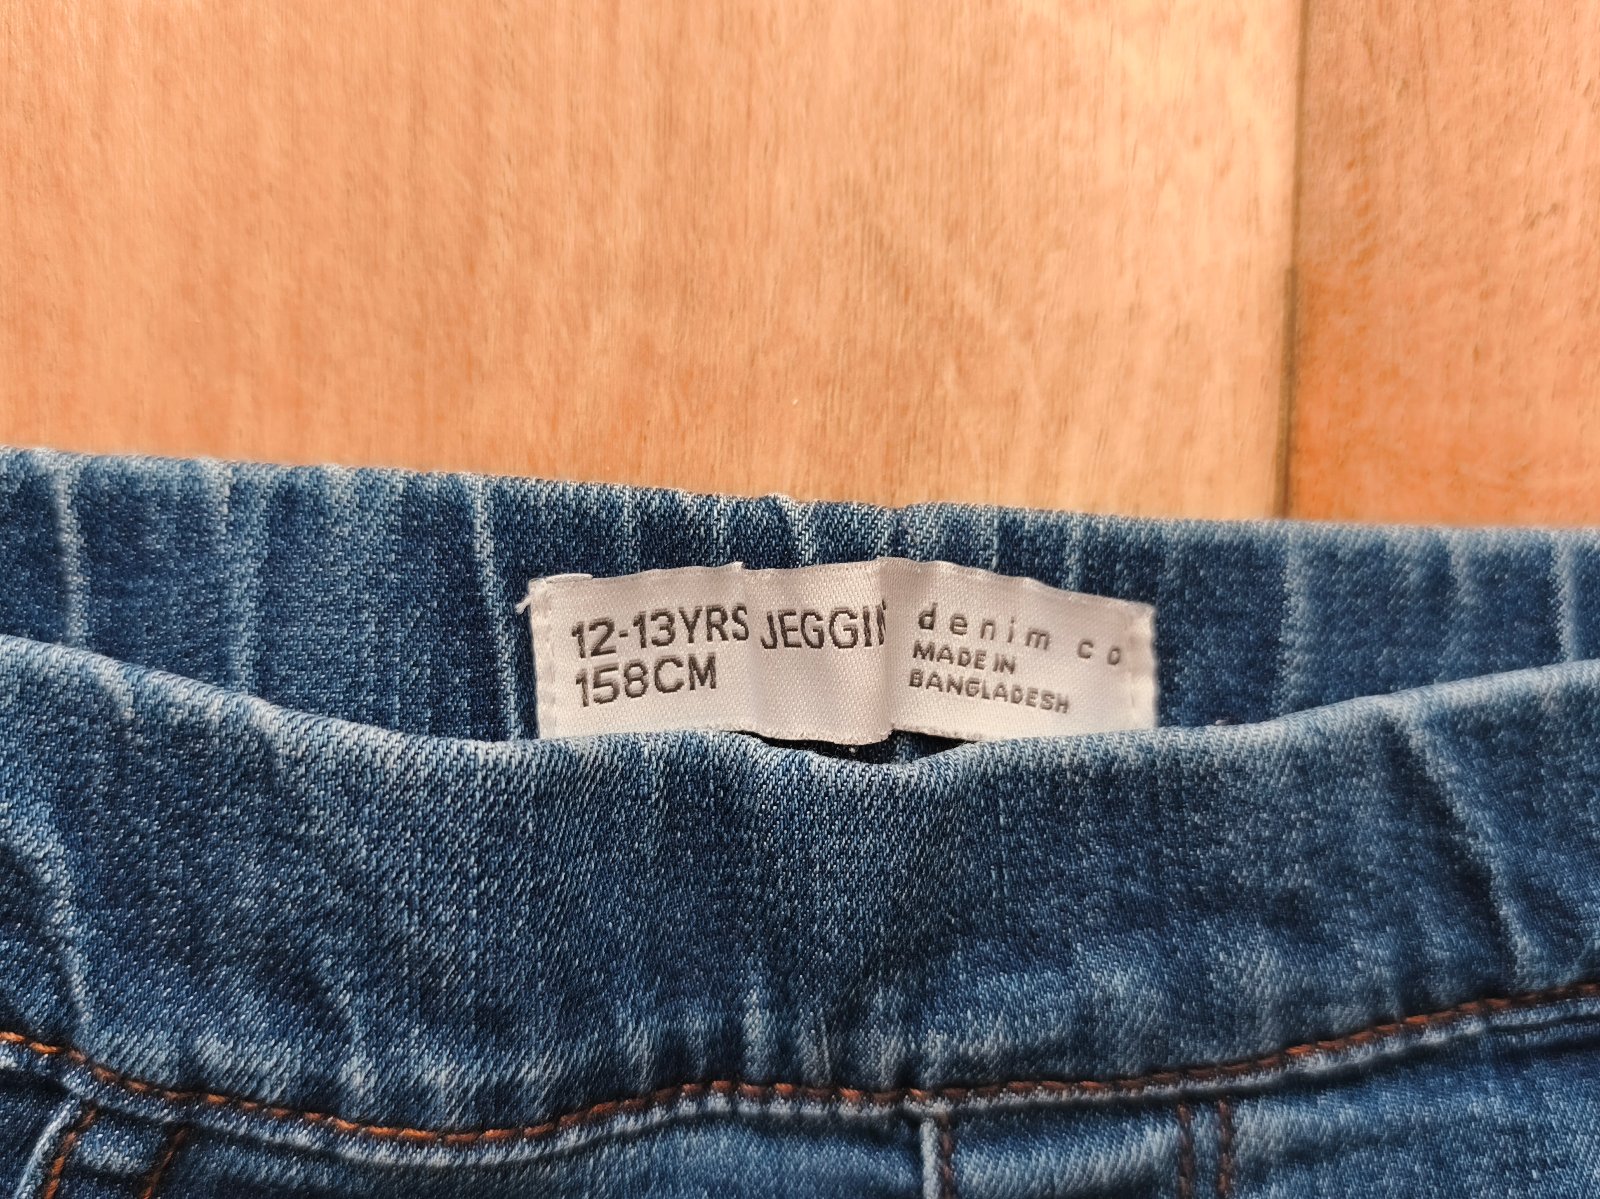 12-13YRS JEGGIN
158CM
denim co
MADE IN
BANGLADESH